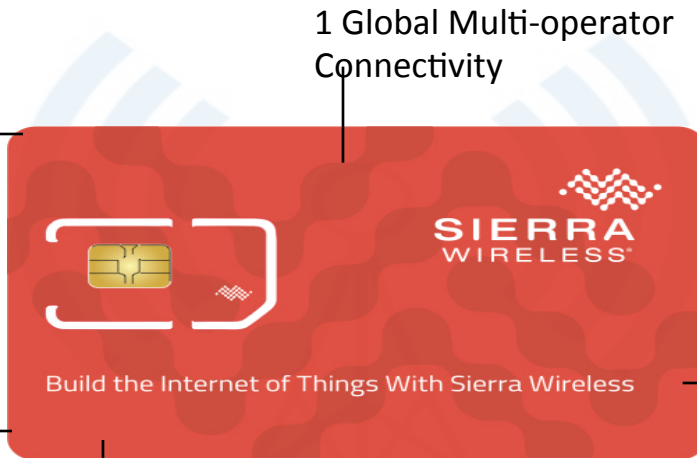 1 Global Multi-operator
Connectivity
SIERRA
WIRELESS®
Build the Internet of Things With Sierra Wireless